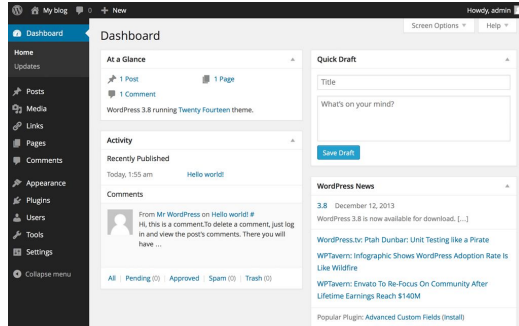 My blog 0 + New Howdy, admin
Screen Options Help
Dashboard
Home
Updates
Posts
Media
Links
Pages
Comments
Appearance
Plugins
Users
Tools
Settings
Collapse menu
Dashboard
At a Glance
1 Post 1 Page
1 Comment
WordPress 3.8 running Twenty Fourteen theme.
Activity
Recently Published
Today, 1:55 am Hello world!
Comments
From Mr WordPress on Hello world! #
Hi, this is a comment.To delete a comment, just log
in and view the post's comments. There you will
have ...
All | Pending (0) | Approved | Spam (0) | Trash (0)
Quick Draft
Title
What's on your mind?
Save Draft
WordPress News
3.8 December 12, 2013
WordPress 3.8 is now available for download. [...]
WordPress.tv: Ptah Dunbar: Unit Testing like a Pirate
WPTavern: Infographic Shows WordPress Adoption Rate Is
Like Wildfire
WPTavern: Envato To Re-Focus On Community After
Lifetime Earnings Reach $140M
Popular Plugin: Advanced Custom Fields (Install)